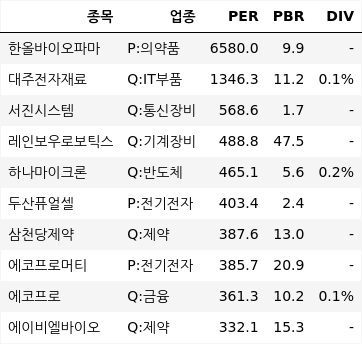 종목 업종 PER PBR DIV
한올바이오파마 P:의약품 6580.0 9.9 -
대주전자재료 Q:IT부품 1346.3 11.2 0.1%
서진시스템 Q:통신장비 568.6 1.7 -
레인보우로보틱스 Q:기계장비 488.8 47.5 -
하나마이크론 Q:반도체 465.1 5.6 0.2%
두산퓨얼셀 P:전기전자 403.4 2.4 -
삼천당제약 Q:제약 387.6 13.0 -
에코프로머티 P:전기전자 385.7 20.9 -
에코프로 Q:금융 361.3 10.2 0.1%
에이비엘바이오 Q:제약 332.1 15.3 -